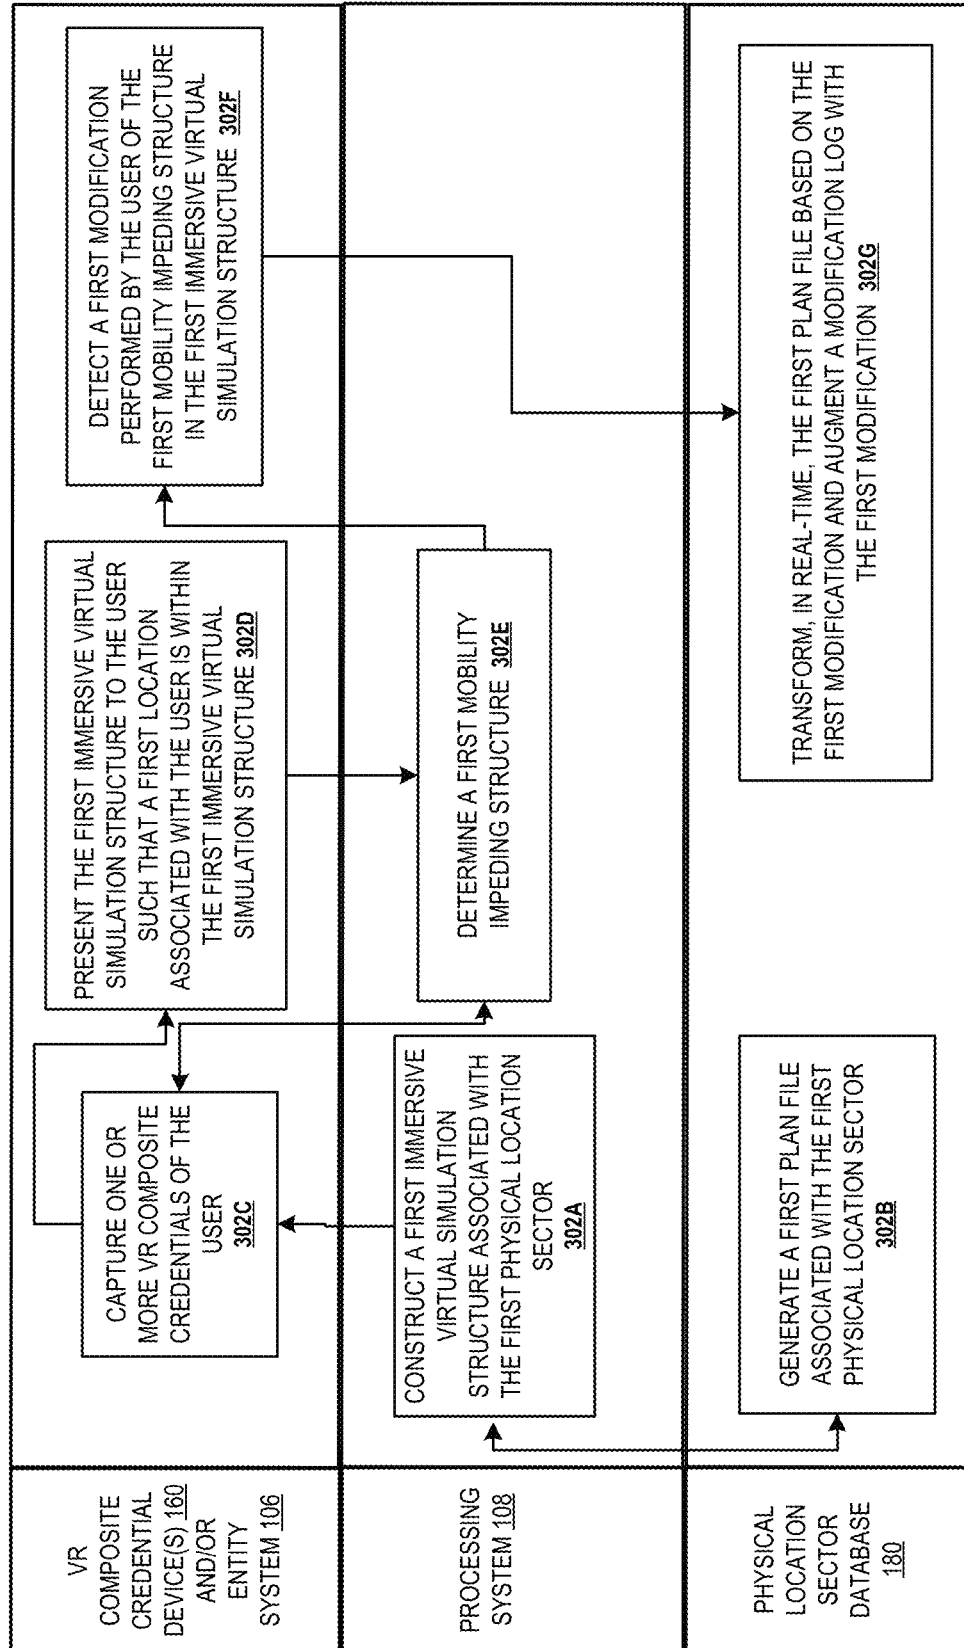 VR
COMPOSITE
CREDENTIAL
DEVICE(S) 160
AND/OR
ENTITY
SYSTEM 106
CAPTURE ONE OR
MORE VR COMPOSITE
CREDENTIALS OF THE
USER
302C
PRESENT THE FIRST IMMERSIVE VIRTUAL
SIMULATION STRUCTURE TO THE USER
SUCH THAT A FIRST LOCATION
ASSOCIATED WITH THE USER IS WITHIN
THE FIRST IMMERSIVE VIRTUAL
SIMULATION STRUCTURE 302D
DETECT A FIRST MODIFICATION
PERFORMED BY THE USER OF THE
FIRST MOBILITY IMPEDING STRUCTURE
IN THE FIRST IMMERSIVE VIRTUAL
SIMULATION STRUCTURE 302F
PROCESSING
SYSTEM 108
CONSTRUCT A FIRST IMMERSIVE
VIRTUAL SIMULATION
STRUCTURE ASSOCIATED WITH
THE FIRST PHYSICAL LOCATION
SECTOR
302A
DETERMINE A FIRST MOBILITY
IMPEDING STRUCTURE 302E
PHYSICAL
LOCATION
SECTOR
DATABASE
180
GENERATE A FIRST PLAN FILE
ASSOCIATED WITH THE FIRST
PHYSICAL LOCATION SECTOR
302B
TRANSFORM, IN REAL-TIME, THE FIRST PLAN FILE BASED ON THE
FIRST MODIFICATION AND AUGMENT A MODIFICATION LOG WITH
THE FIRST MODIFICATION 302G